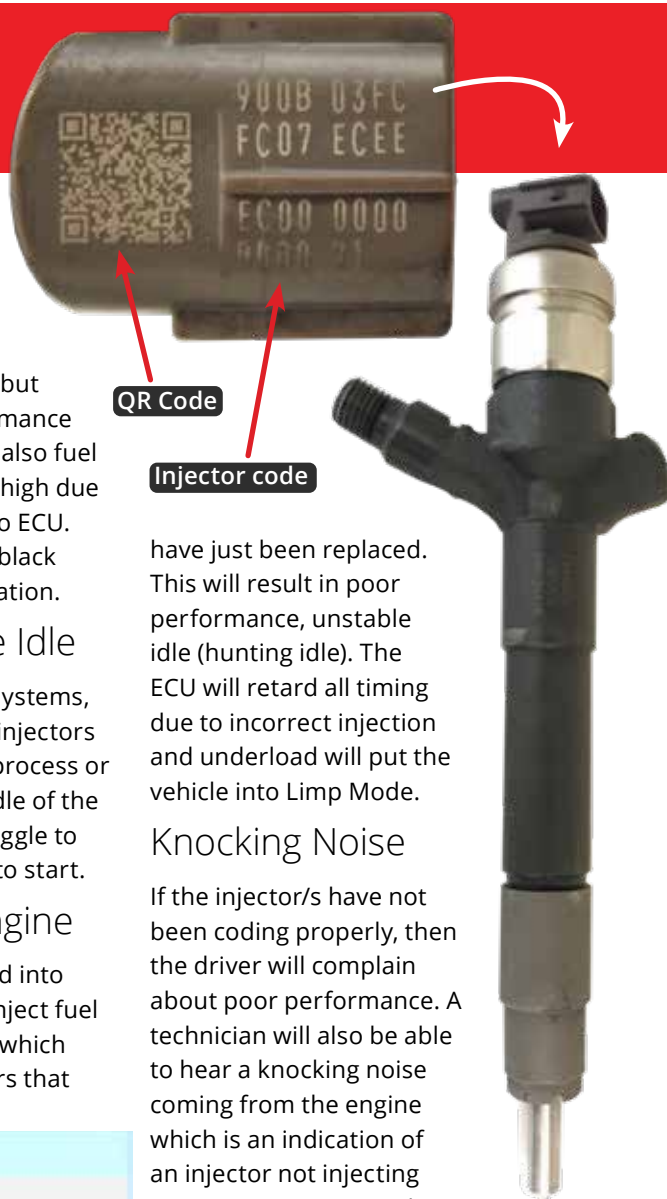 900B 03FC
FC07 ECEE
EC00 0000
QR Code
Injector code
but
rmance
also fuel
high due
o ECU.
black
ation.
e Idle
ystems,
injectors
process or
dle of the
ggle to
to start.
ngine
d into
nject fuel
which
rs that
have just been replaced.
This will result in poor
performance, unstable
idle (hunting idle). The
ECU will retard all timing
due to incorrect injection
and underload will put the
vehicle into Limp Mode.
Knocking Noise
If the injector/s have not
been coding properly, then
the driver will complain
about poor performance. A
technician will also be able
to hear a knocking noise
coming from the engine
which is an indication of
an injector not injecting